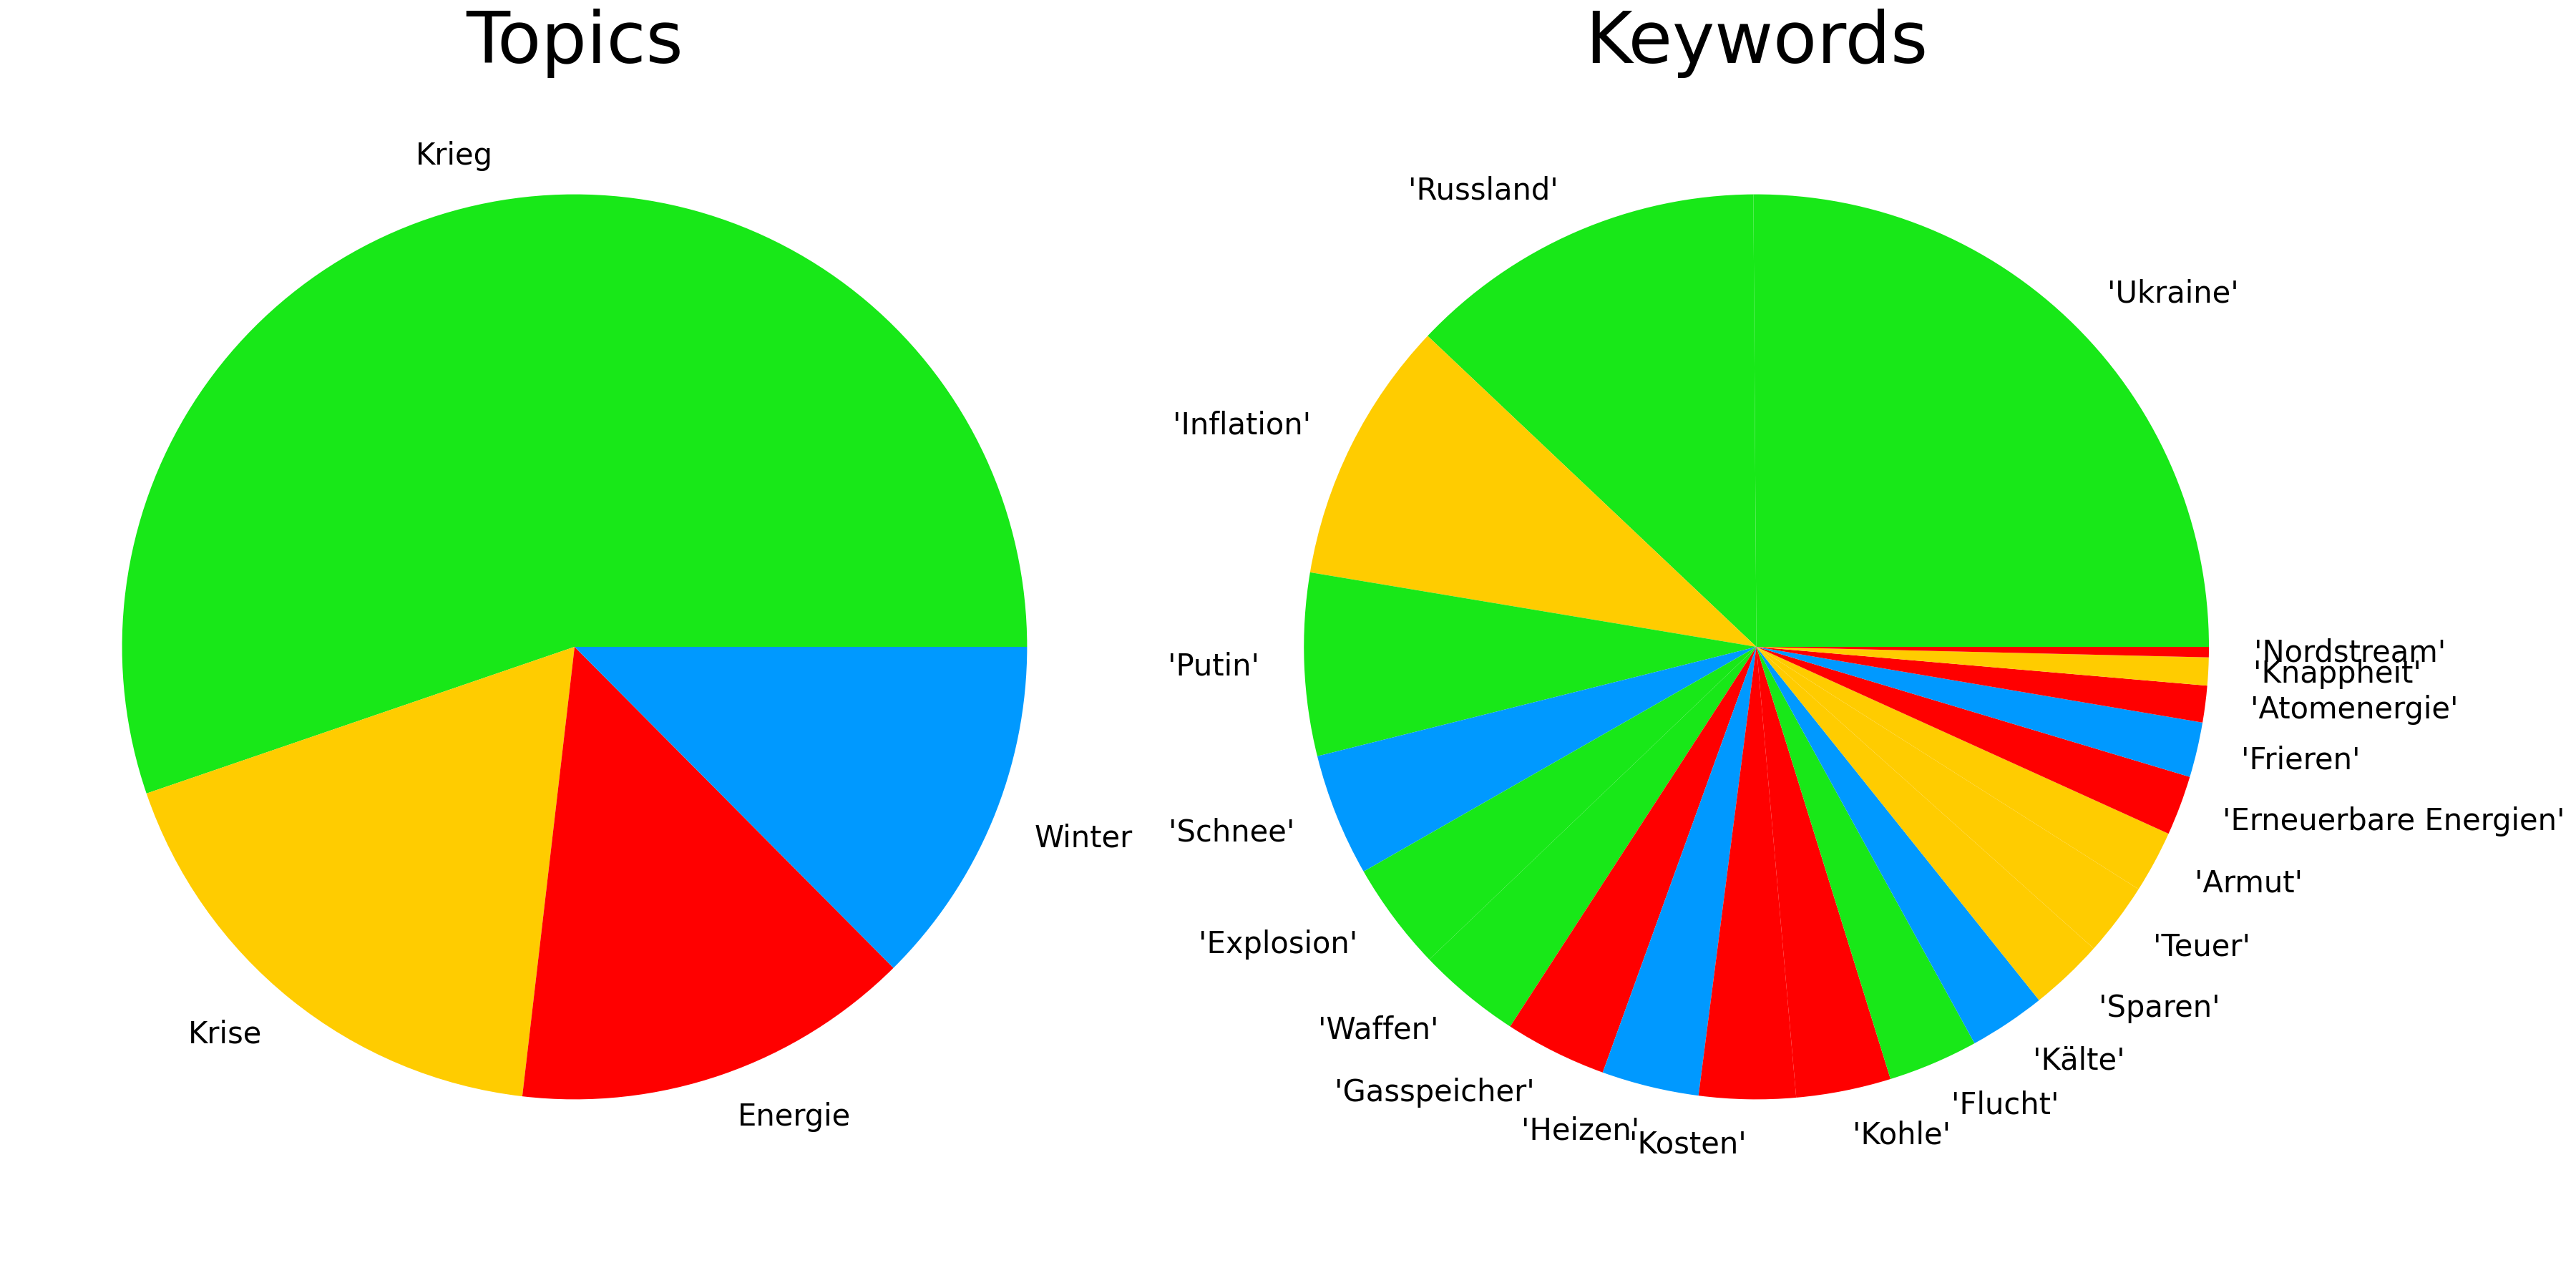 Topics
Krieg
Krise
Energie
Winter
Keywords
'Ukraine'
'Russland'
'Inflation'
'Putin'
'Schnee'
'Explosion'
'Waffen'
'Gasspeicher'
'Heizen'
'Kosten'
'Kohle'
'Flucht'
'Kälte'
'Sparen'
'Teuer'
'Armut'
'Erneuerbare Energien'
'Frieren'
'Atomenergie'
'Knappheit'
'Nordstream'